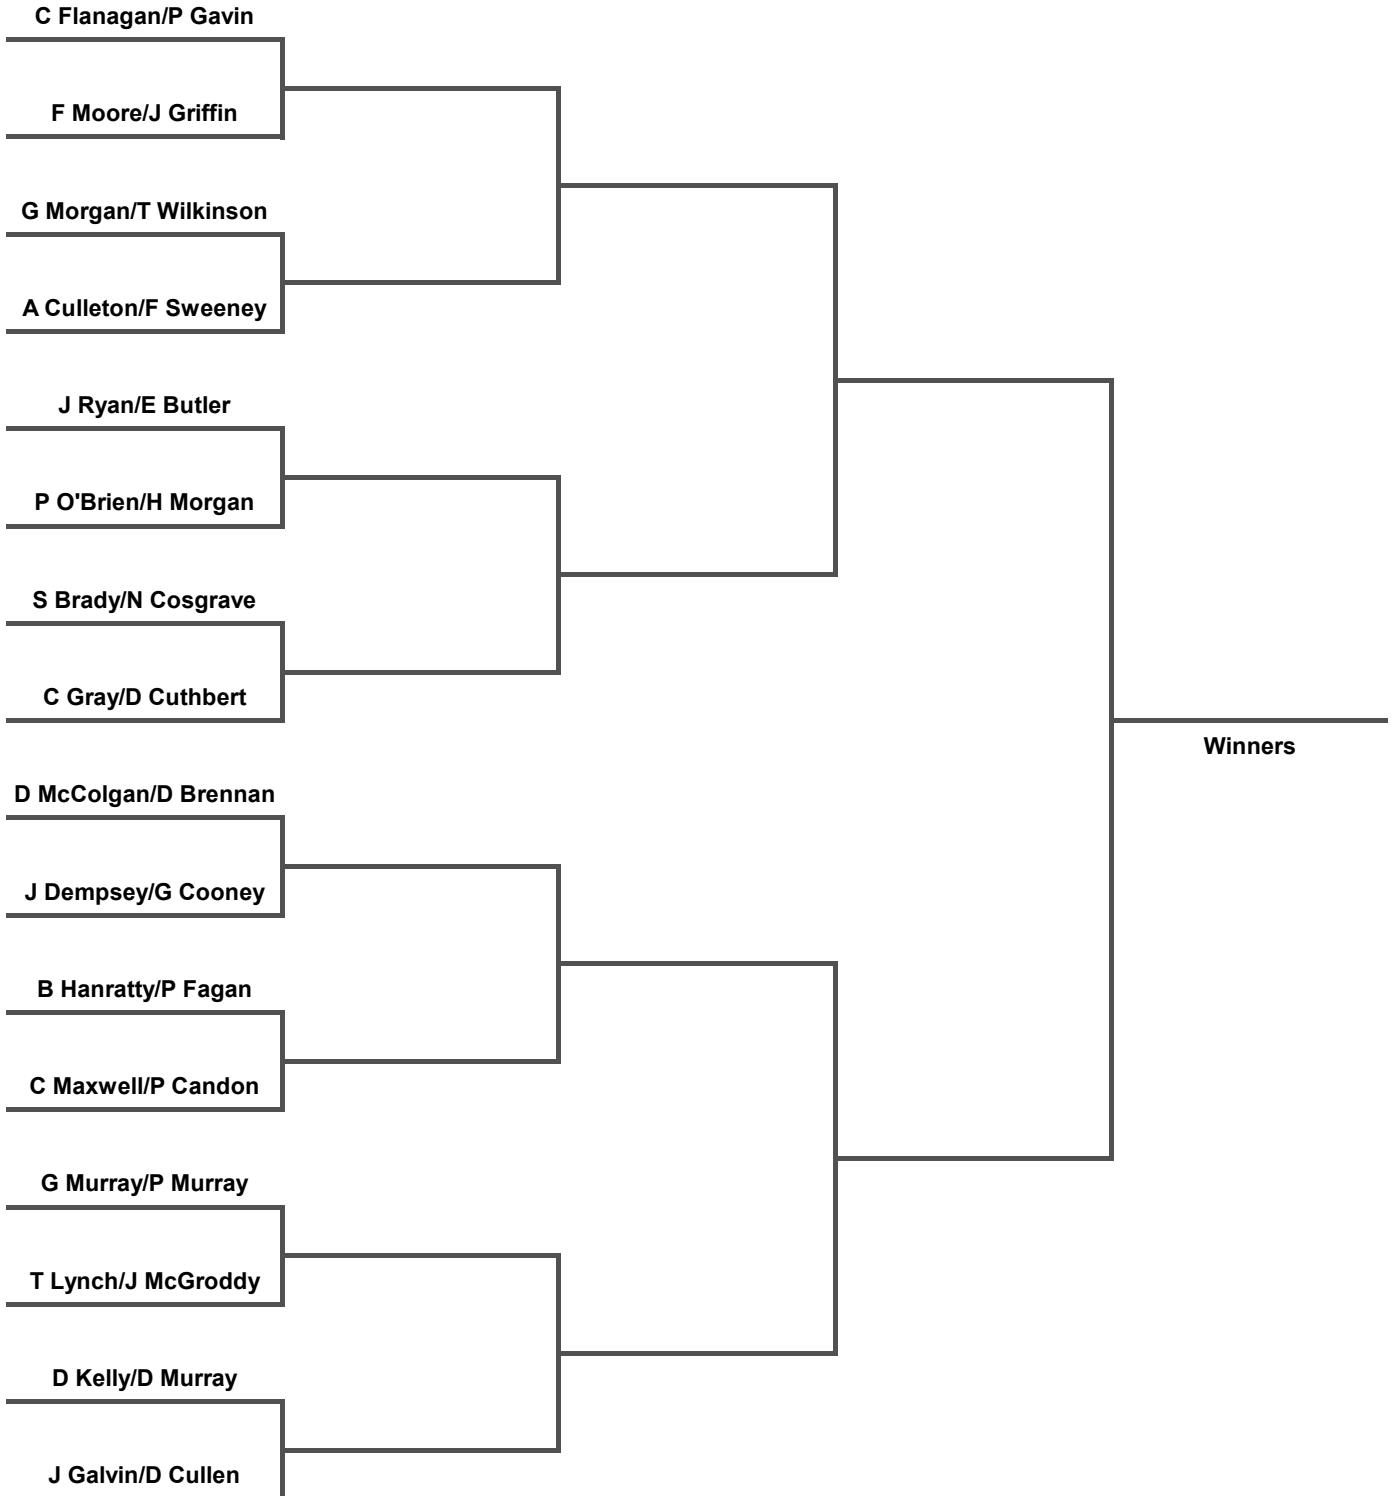 C Flanagan/P Gavin
F Moore/J Griffin
G Morgan/T Wilkinson
A Culleton/F Sweeney
J Ryan/E Butler
P O'Brien/H Morgan
S Brady/N Cosgrave
C Gray/D Cuthbert
Winners
D McColgan/D Brennan
J Dempsey/G Cooney
B Hanratty/P Fagan
C Maxwell/P Candon
G Murray/P Murray
T Lynch/J McGroddy
D Kelly/D Murray
J Galvin/D Cullen